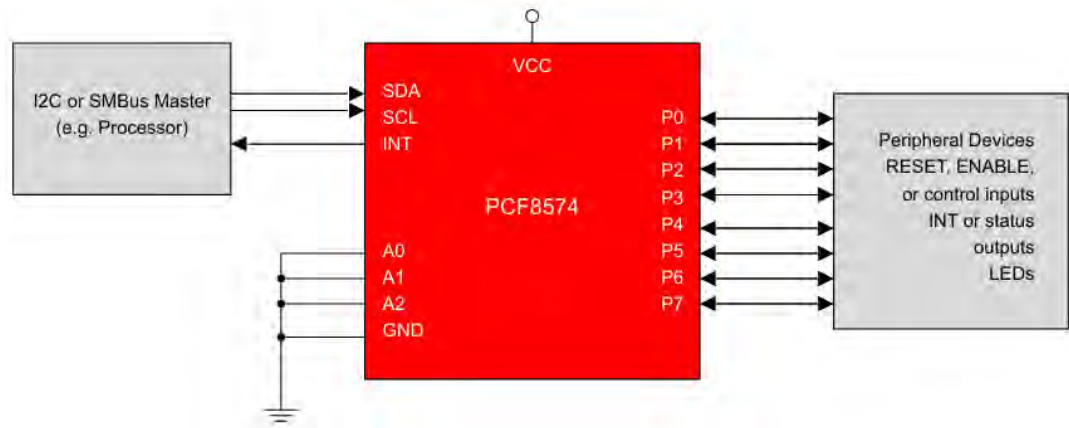 I2C or SMBus Master
(e.g. Processor)
VCC
SDA
SCL
INT
PCF8574
A0
A1
A2
GND
P0
P1
P2
P3
P4
P5
P6
P7
Peripheral Devices
RESET, ENABLE,
or control inputs
INT or status
outputs
LEDs